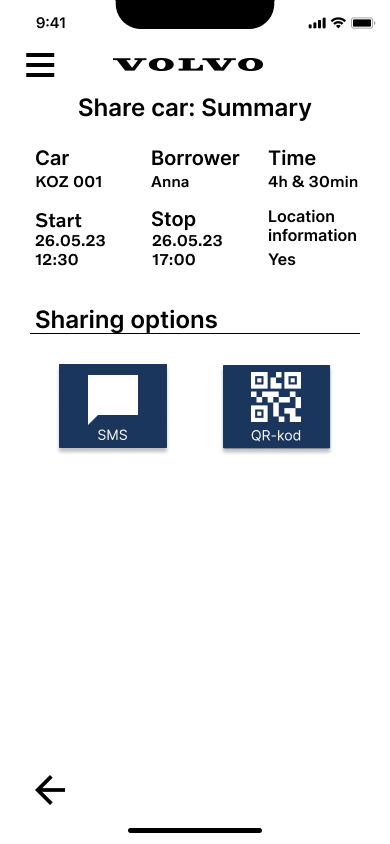 9:41
VOLVO
Share car: Summary
Car
KOZ 001
Borrower
Anna
Time
4h & 30min
Start
26.05.23
12:30
Stop
26.05.23
17:00
Location
information
Yes
Sharing options
SMS
QR-kod